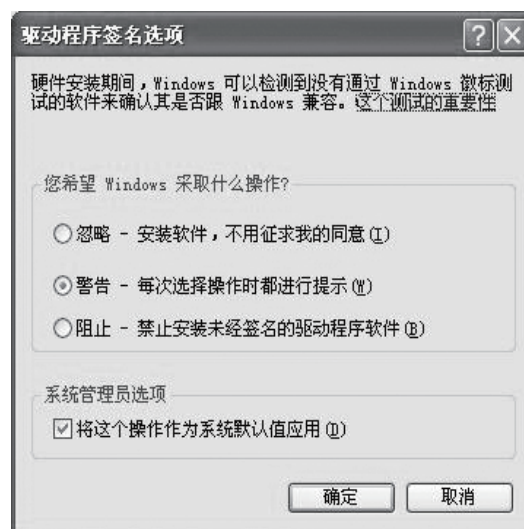 驱动程序签名选项
硬件安装期间，Windows 可以检测到没有通过 Windows 徽标测
试的软件来确认其是否跟 Windows 兼容。这个测试的重要性
您希望 Windows 采取什么操作?
忽略 - 安装软件，不用征求我的同意(I)
警告 - 每次选择操作时都进行提示(W)
阻止 - 禁止安装未经签名的驱动程序软件(B)
系统管理员选项
将这个操作作为系统默认值应用(D)
确定 取消